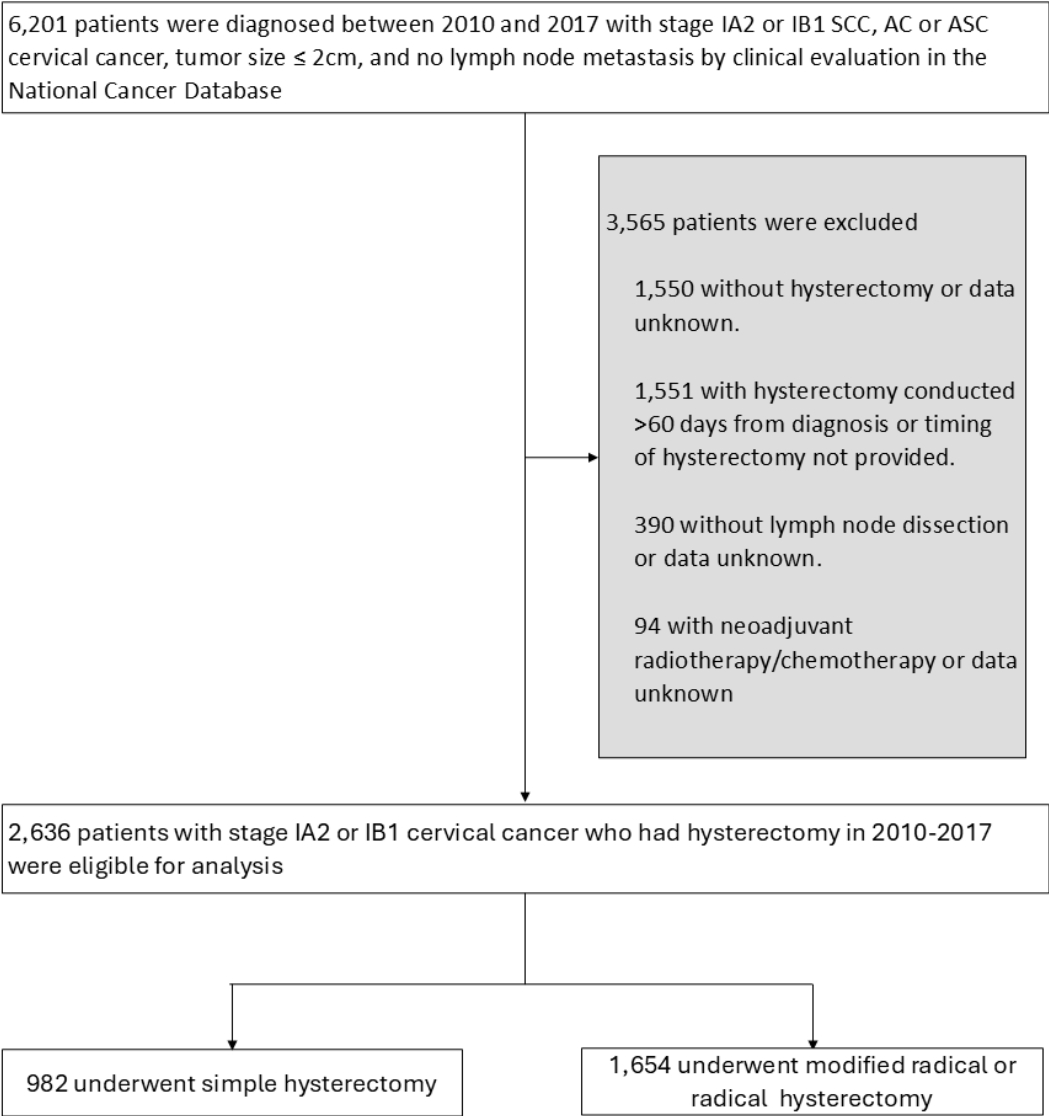 6,201 patients were diagnosed between 2010 and 2017 with stage IA2 or IB1 SCC, AC or ASC
cervical cancer, tumor size ≤ 2cm, and no lymph node metastasis by clinical evaluation in the
National Cancer Database
3,565 patients were excluded
1,550 without hysterectomy or data
unknown.
1,551 with hysterectomy conducted
>60 days from diagnosis or timing
of hysterectomy not provided.
390 without lymph node dissection
or data unknown.
94 with neoadjuvant
radiotherapy/chemotherapy or data
unknown
2,636 patients with stage IA2 or IB1 cervical cancer who had hysterectomy in 2010-2017
were eligible for analysis
982 underwent simple hysterectomy
1,654 underwent modified radical or
radical hysterectomy